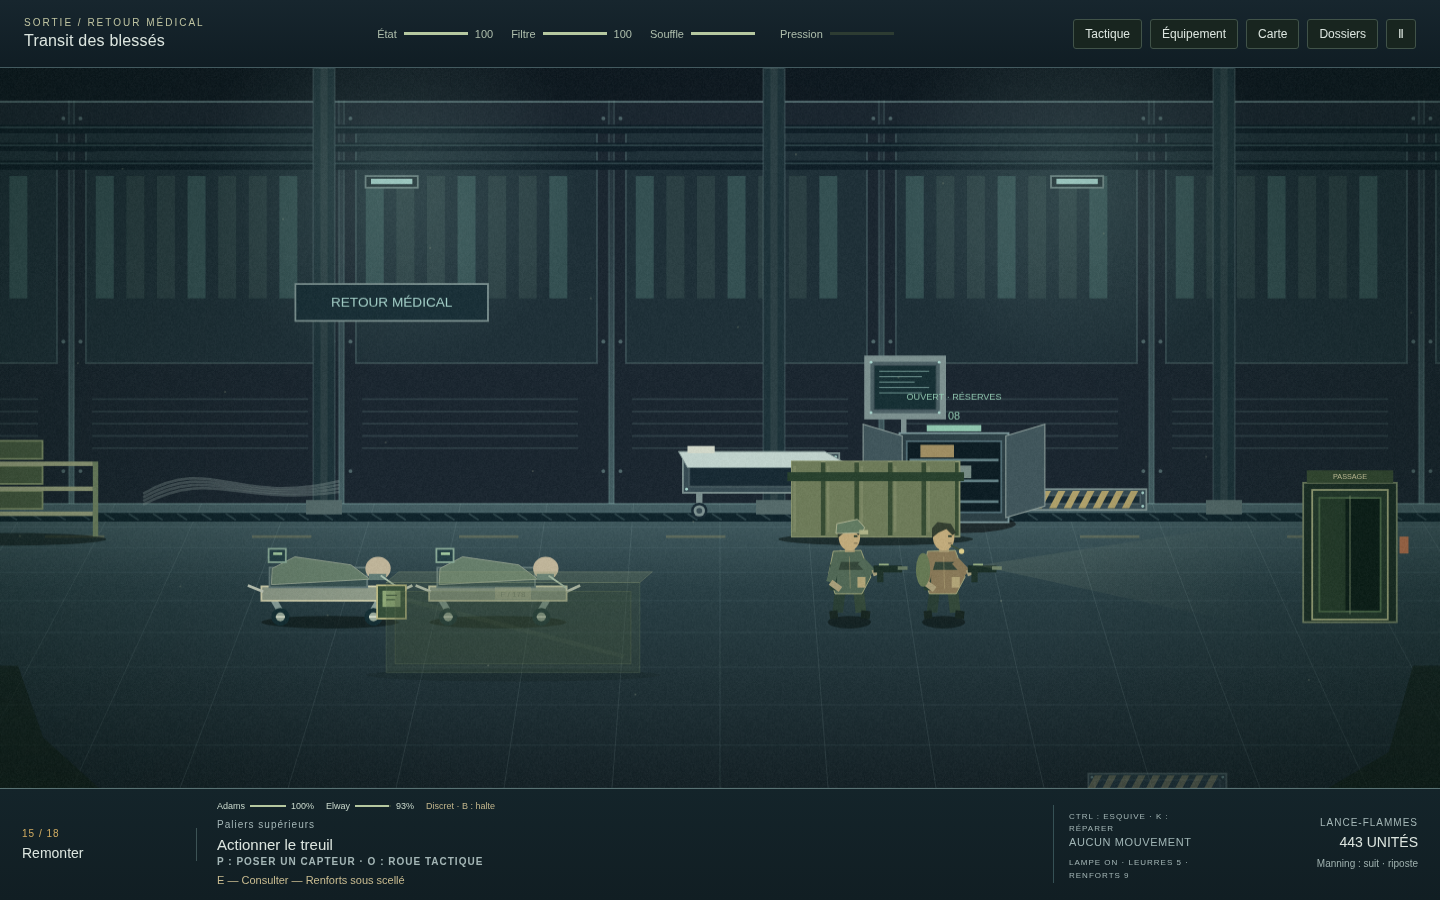 SORTIE / RETOUR MÉDICAL
Transit des blessés
État 100 Filtre 100 Souffle Pression
Tactique Équipement Carte Dossiers II
RETOUR MÉDICAL
OUVERT · RÉSERVES
08
PASSAGE
15 / 18
Remonter
Adams 100% Elway 93% Discret · B : halte
Paliers supérieurs
Actionner le treuil
P : POSER UN CAPTEUR · O : ROUE TACTIQUE
E — Consulter — Renforts sous scellé
CTRL : ESQUIVE · K :
RÉPARER
AUCUN MOUVEMENT
LAMPE ON · LEURRES 5 ·
RENFORTS 9
LANCE-FLAMMES
443 UNITÉS
Manning : suit · riposte